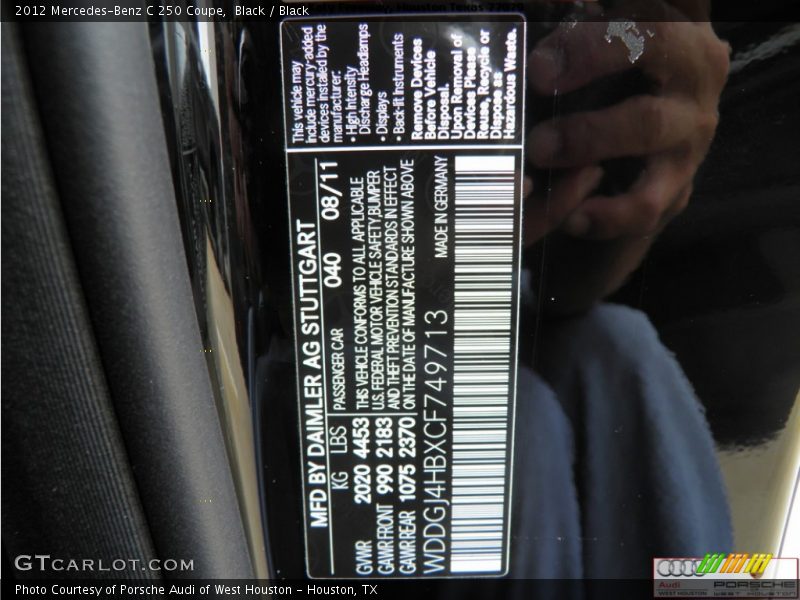 2012 Mercedes-Benz C 250 Coupe, Black / Black
This vehicle may
include mercury-added
devices installed by the
manufacturer:
• High Intensity
Discharge Headlamps
• Displays
• Back-lit Instruments
Remove Devices
Before Vehicle
Disposal.
Upon Removal of
Devices Please
Reuse, Recycle or
Dispose as
Hazardous Waste.
MFD BY DAIMLER AG STUTTGART
KG LBS PASSENGER CAR 040 08/11
GWR 2020 4453
GAWR FRONT 990 2183
GAWR REAR 1075 2370
THIS VEHICLE CONFORMS TO ALL APPLICABLE
U.S. FEDERAL MOTOR VEHICLE SAFETY, BUMPER
AND THEFT PREVENTION STANDARDS IN EFFECT
ON THE DATE OF MANUFACTURE SHOWN ABOVE
WDDGJ4HBXCF749713 MADE IN GERMANY
GTCARLOT.COM
Audi PORSCHE
WEST HOUSTON west houston
Photo Courtesy of Porsche Audi of West Houston - Houston, TX